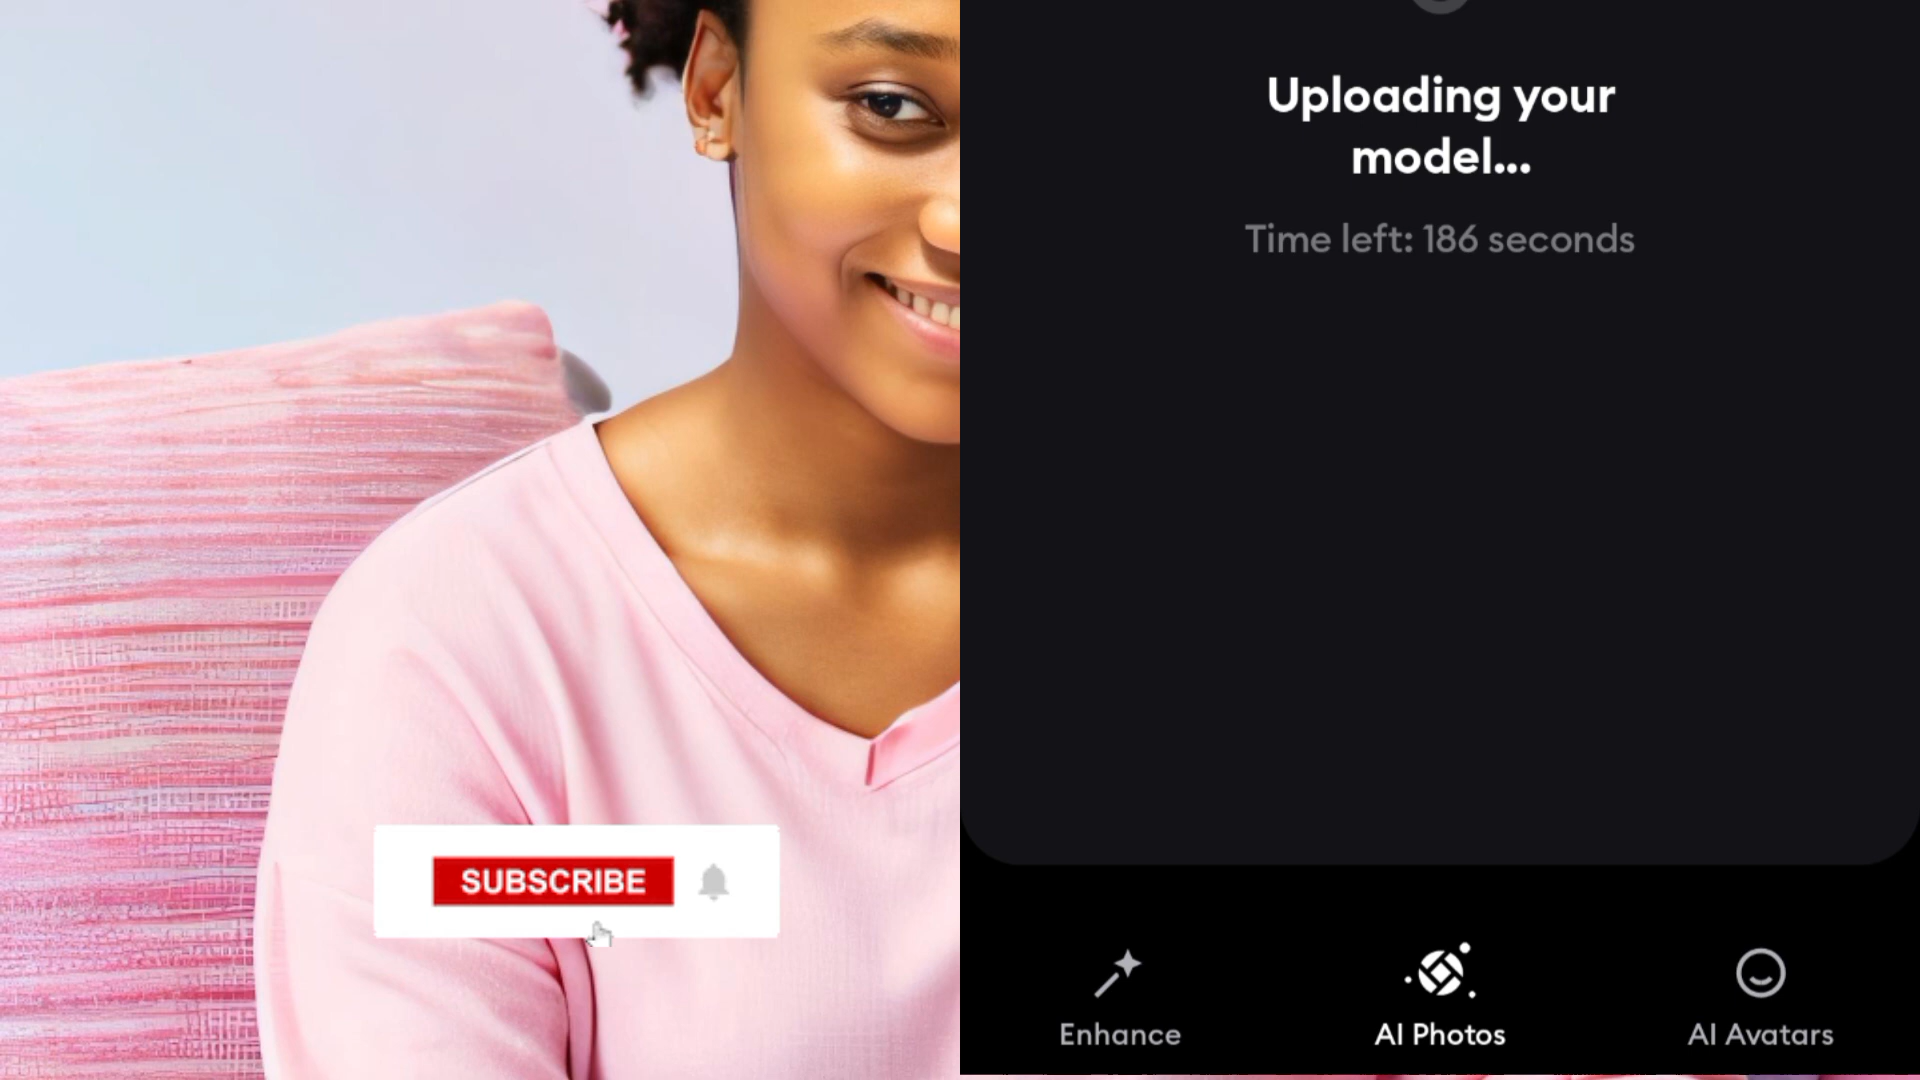 Uploading your
model...
Time left: 186 seconds
SUBSCRIBE
Enhance
AI Photos
AI Avatars